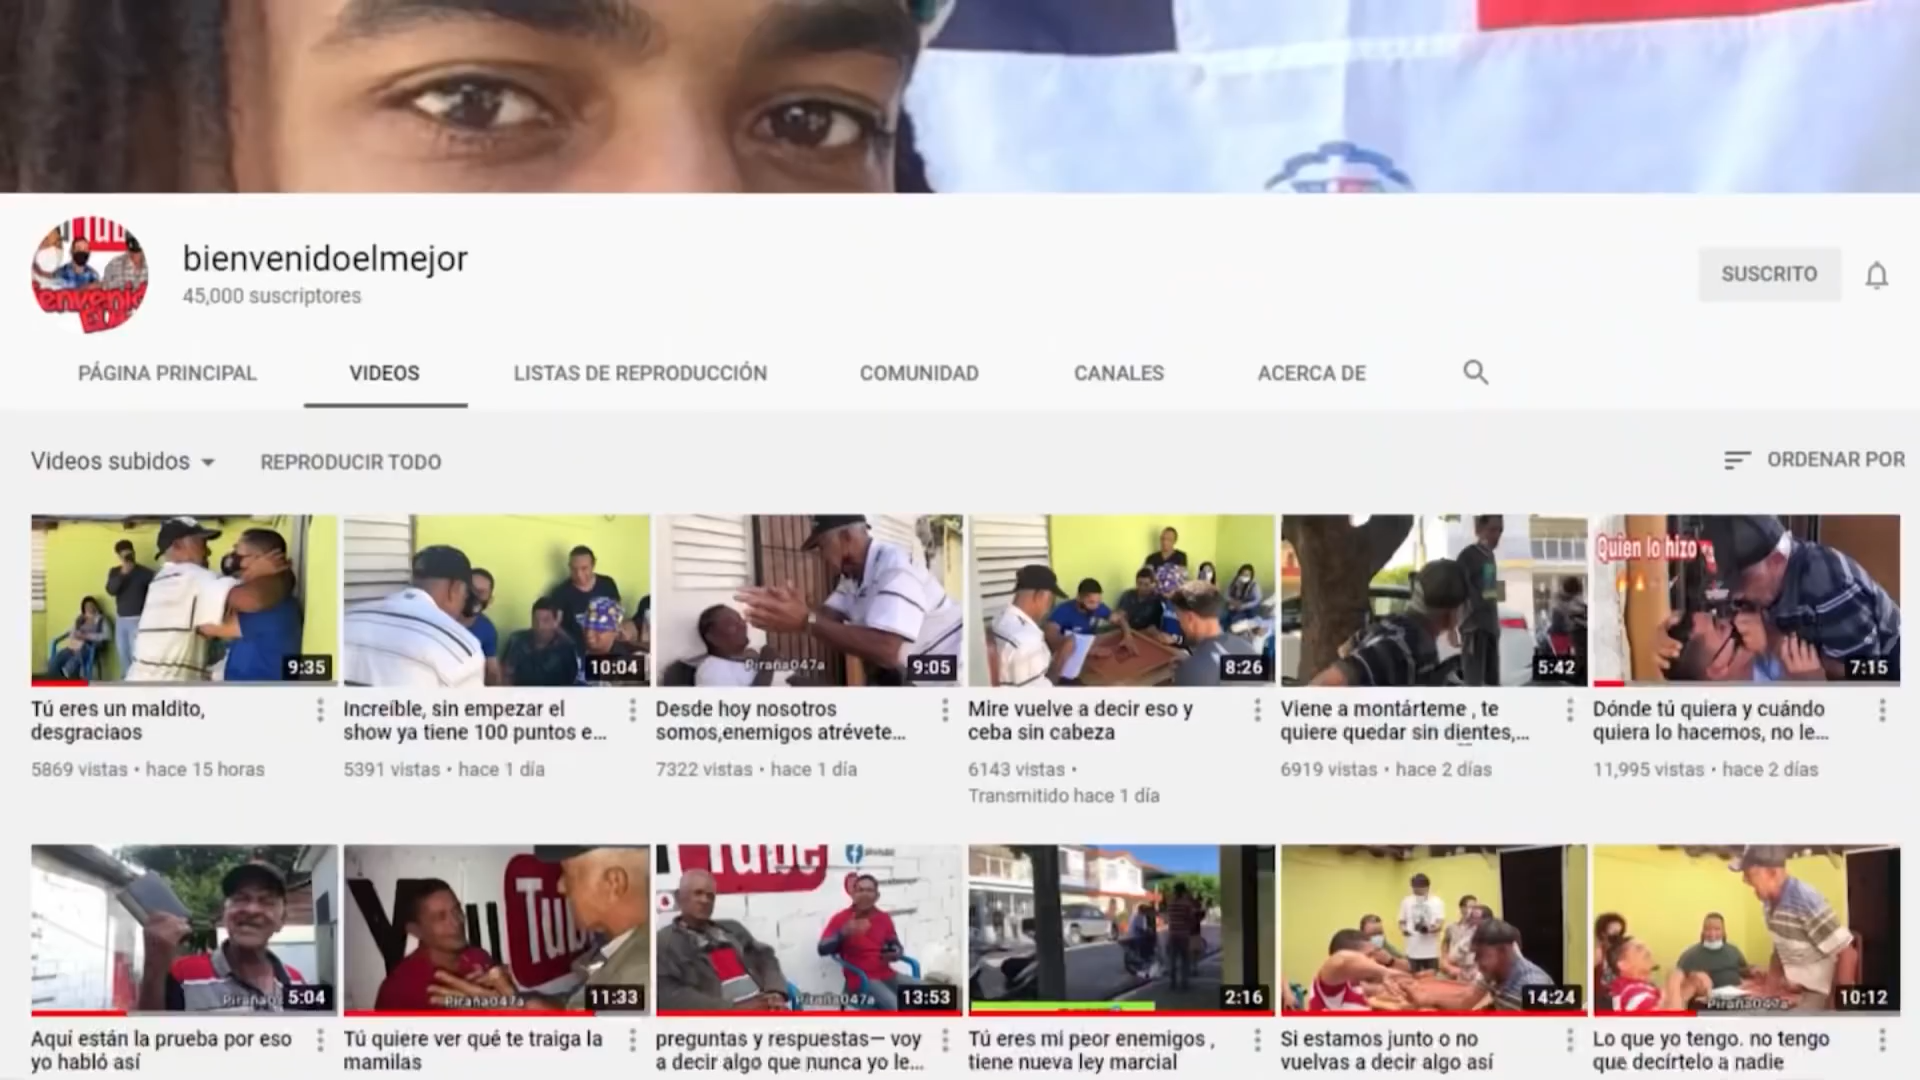 bienvenidoelmejor
45,000 suscriptores
SUSCRITO
PÁGINA PRINCIPAL
VIDEOS
LISTAS DE REPRODUCCIÓN
COMUNIDAD
CANALES
ACERCA DE
Videos subidos
REPRODUCIR TODO
ORDENAR POR
9:35
10:04
Piraña047a
9:05
8:26
5:42
Quien lo hizo
7:15
Tú eres un maldito,
desgraciaos
5869 vistas • hace 15 horas
Increíble, sin empezar el
show ya tiene 100 puntos e...
5391 vistas • hace 1 día
Desde hoy nosotros
somos,enemigos atrévete...
7322 vistas • hace 1 día
Mire vuelve a decir eso y
ceba sin cabeza
6143 vistas •
Transmitido hace 1 día
Viene a montárteme , te
quiere quedar sin dientes,...
6919 vistas • hace 2 días
Dónde tú quiera y cuándo
quiera lo hacemos, no le...
11,995 vistas • hace 2 días
5:04
YouTube
Piraña047a
11:33
Tube
Piraña047a
13:53
2:16
14:24
Piraña047a
10:12
Aquí están la prueba por eso
yo habló así
Tú quiere ver qué te traiga la
mamilas
preguntas y respuestas— voy
a decir algo que nunca yo le...
Tú eres mi peor enemigos ,
tiene nueva ley marcial
Si estamos junto o no
vuelvas a decir algo así
Lo que yo tengo. no tengo
que decírtelo a nadie